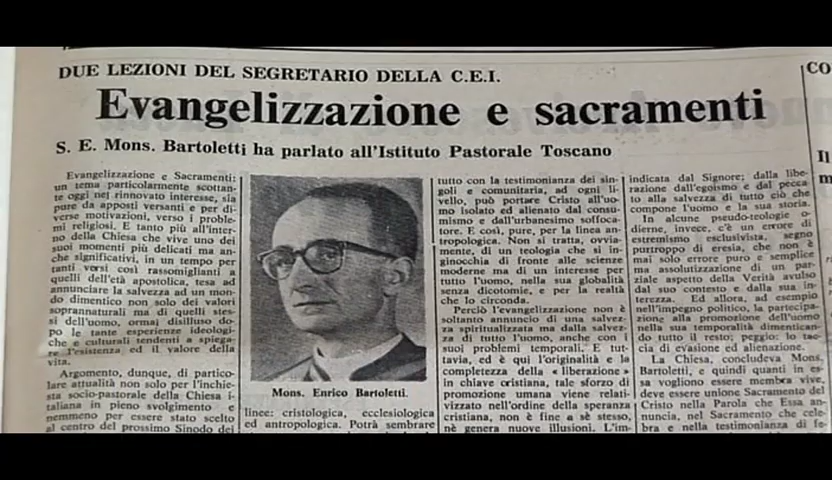 DUE LEZIONI DEL SEGRETARIO DELLA C.E.I.
Evangelizzazione e sacramenti
S. E. Mons. Bartoletti ha parlato all'Istituto Pastorale Toscano
Evangelizzazione e Sacramenti:
un tema particolarmente scottan-
te oggi nel rinnovato interesse, sia
pure da apposti versanti e per di-
verse motivazioni, verso i proble-
mi religiosi. E tanto più all'inter-
no della Chiesa che vive uno dei
suoi momenti più delicati ma an-
che significativi, in un tempo per
tanti versi così rassomiglianti a
quelli dell'età apostolica, tesa ad
annunciare la salvezza ad un mon-
do dimentico non solo dei valori
soprannaturali ma di quelli stes-
si dell'uomo, ormai disilluso do-
po le tante esperienze ideologi-
che e culturali tendenti a spiega-
re l'esistenza ed il valore della
vita.
Argomento, dunque, di partico-
lare attualità non solo per l'inchie-
sta socio-pastorale della Chiesa i-
taliana in pieno svolgimento e
nemmeno per essere stato scelto
al centro del prossimo Sinodo dei
Mons. Enrico Bartoletti.
linee: cristologica, ecclesiologica
ed antropologica. Potrà sembrare
tutto con la testimonianza dei sin-
goli e comunitaria, ad ogni li-
vello, può portare Cristo all'uo-
mo isolato ed alienato dal consu-
mismo e dall'urbanesimo soffoca-
tore. E così, pure, per la linea an-
tropologica. Non si tratta, ovvia-
mente, di una teologia che si in-
ginocchia di fronte alle scienze
moderne ma di un interesse per
tutto l'uomo, nella sua globalità
senza dicotomie, e per la realtà
che lo circonda.
Perciò l'evangelizzazione non è
soltanto annuncio di una salvez-
za spiritualizzata ma dalla salvez-
za di tutto l'uomo, anche con i
suoi problemi temporali. E tut-
tavia, ed è qui l'originalità e la
completezza della « liberazione »
in chiave cristiana, tale sforzo di
promozione umana viene relati-
vizzato nell'ordine della speranza
cristiana, non è fine a sè stesso,
nè genera nuove illusioni. L'im-
indicata dal Signore; dalla libe-
razione dall'egoismo e dal pecca-
to alla salvezza di tutto ciò che
compone l'uomo e la sua storia.
In alcune pseudo-teologie o-
dierne, invece, c'è un errore di
estremismo esclusivista, segno
purtroppo di eresia, che non è
mai solo errore puro e semplice
ma assolutizzazione di un par-
ziale aspetto della Verità avulso
dal suo contesto e dalla sua in-
terezza. Ed allora, ad esempio
nell'impegno politico, la partecipa-
zione alla promozione dell'uomo
nella sua temporalità dimentican-
do tutto il resto; peggio: lo tac-
cia di evasione ed alienazione.
La Chiesa, concludeva Mons.
Bartoletti, e quindi quanti in es-
sa vogliono essere membra vive,
deve essere unione Sacramento del
Cristo nella Parola che Essa an-
nuncia, nel Sacramento che cele-
bra e nella testimonianza di fe-
CO
Il
m